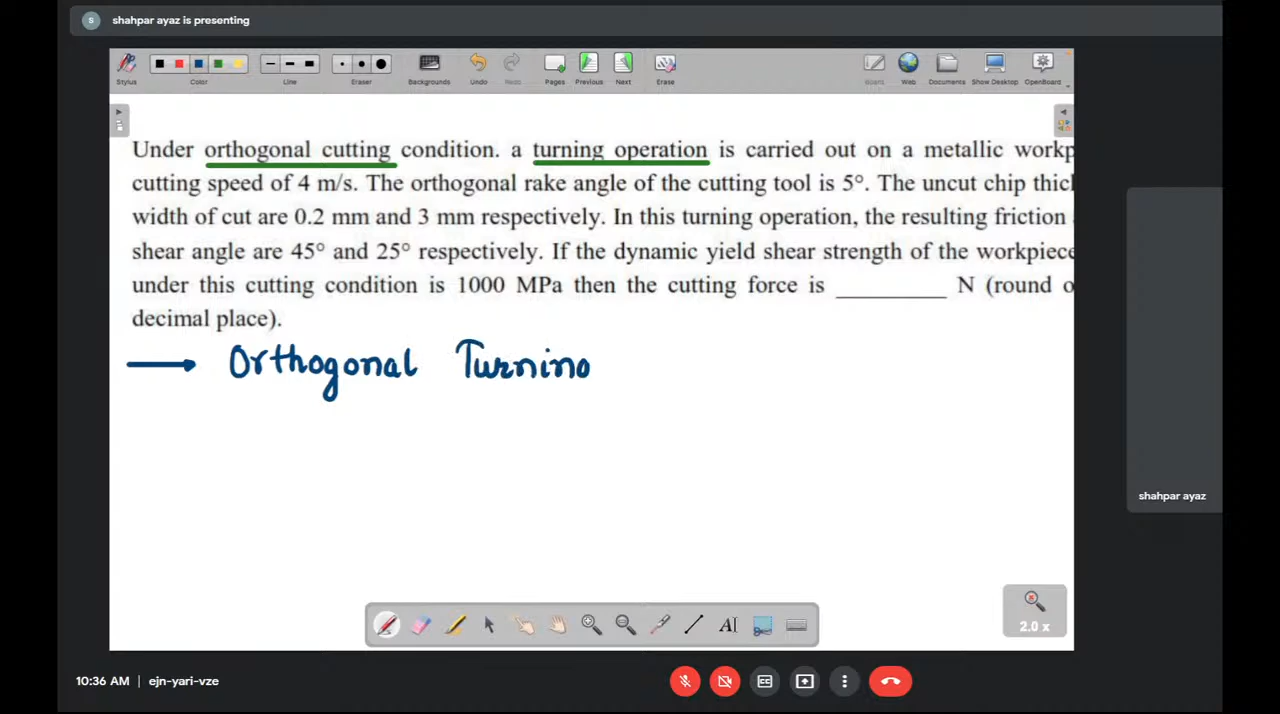 shahpar ayaz is presenting
S
Stylus Color Line Eraser Backgrounds Undo Redo Pages Previous Next Erase Board Web Documents Show Desktop OpenBoard
Under orthogonal cutting condition. a turning operation is carried out on a metallic workp
cutting speed of 4 m/s. The orthogonal rake angle of the cutting tool is 5°. The uncut chip thic
width of cut are 0.2 mm and 3 mm respectively. In this turning operation, the resulting friction
shear angle are 45° and 25° respectively. If the dynamic yield shear strength of the workpiece
under this cutting condition is 1000 MPa then the cutting force is _________ N (round o
decimal place).
Orthogonal Turnino
AI
2.0 x
shahpar ayaz
10:36 AM | ejn-yari-vze